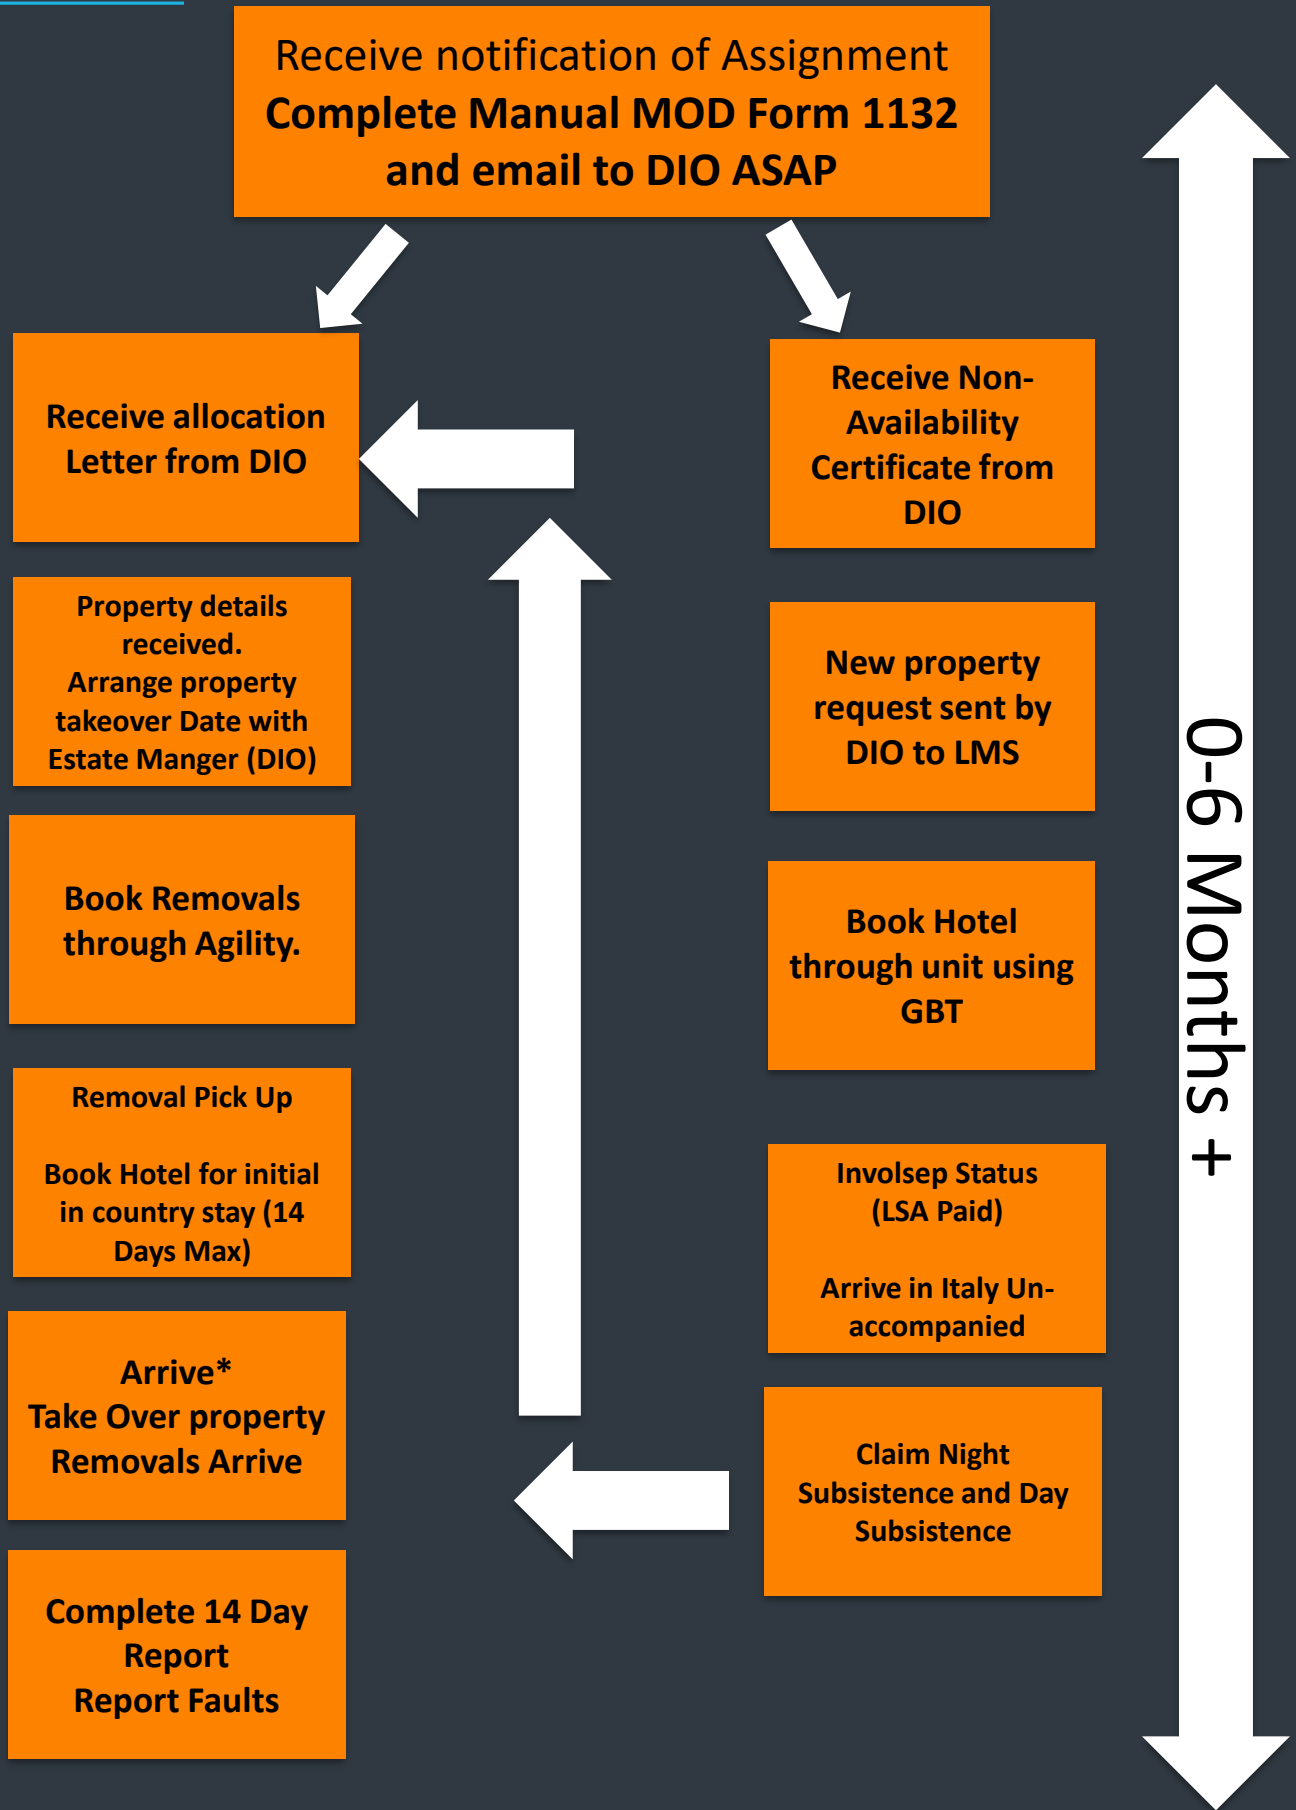 Receive notification of Assignment
Complete Manual MOD Form 1132
and email to DIO ASAP
Receive allocation
Letter from DIO
Property details
received.
Arrange property
takeover Date with
Estate Manger (DIO)
Book Removals
through Agility.
Removal Pick Up
Book Hotel for initial
in country stay (14
Days Max)
Arrive*
Take Over property
Removals Arrive
Complete 14 Day
Report
Report Faults
Receive Non-
Availability
Certificate from
DIO
New property
request sent by
DIO to LMS
Book Hotel
through unit using
GBT
Involsep Status
(LSA Paid)
Arrive in Italy Un-
accompanied
Claim Night
Subsistence and Day
Subsistence
0-6 Months +